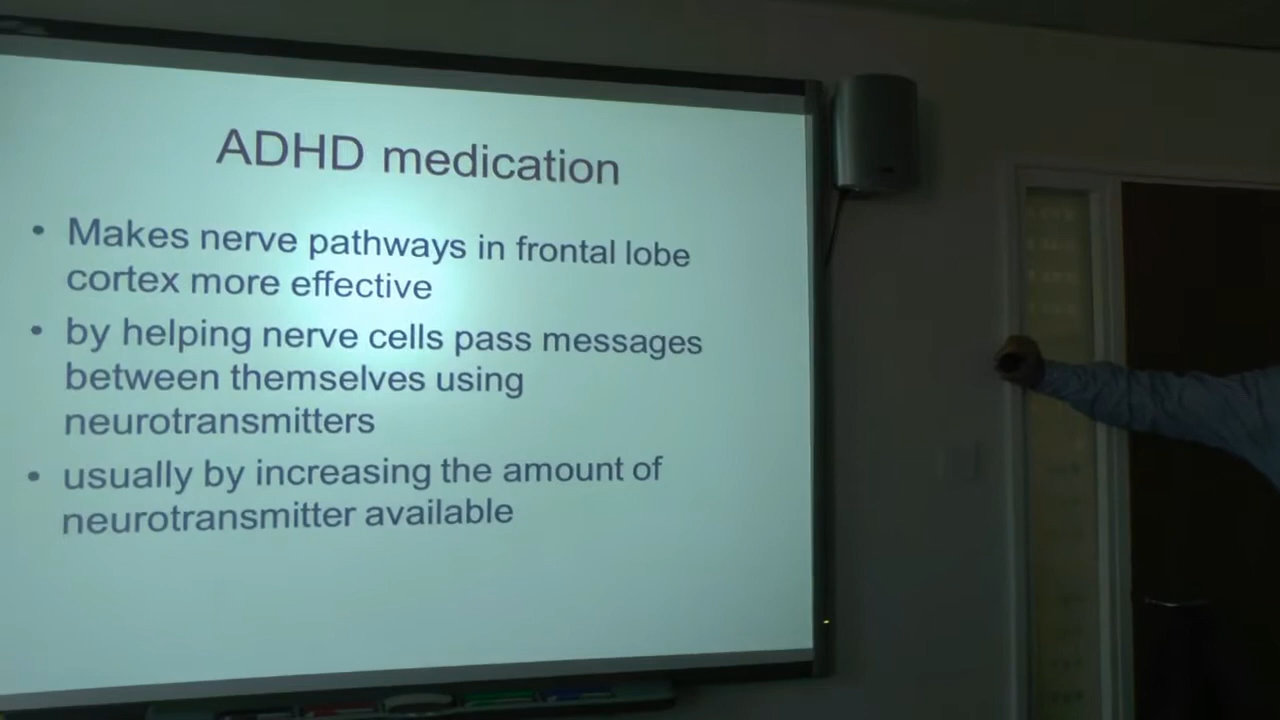 ADHD medication
• Makes nerve pathways in frontal lobe
cortex more effective
• by helping nerve cells pass messages
between themselves using
neurotransmitters
• usually by increasing the amount of
neurotransmitter available